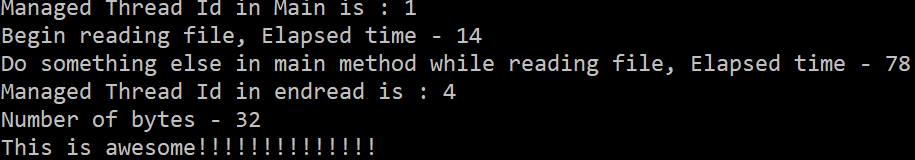 Managed Thread Id in Main is : 1
Begin reading file, Elapsed time - 14
Do something else in main method while reading file, Elapsed time - 78
Managed Thread Id in endread is : 4
Number of bytes - 32
This is awesome!!!!!!!!!!!!!!